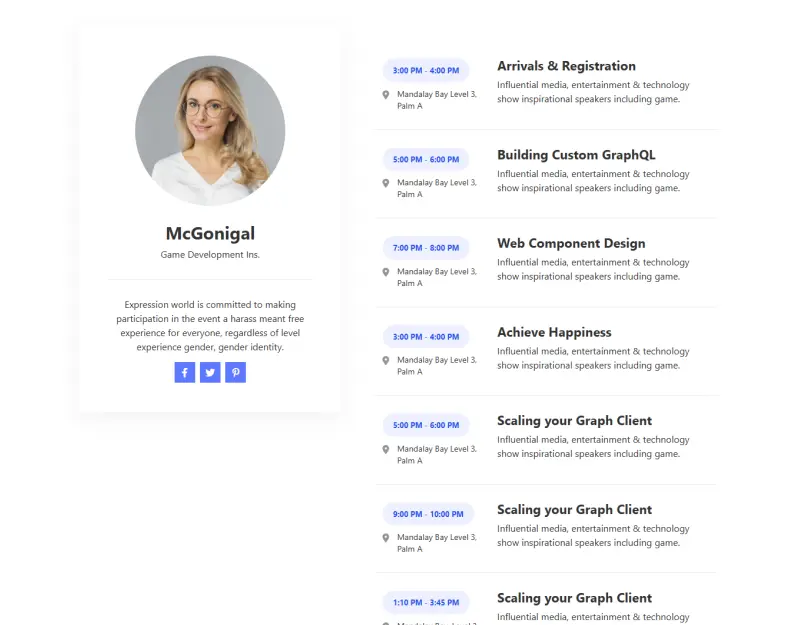 McGonigal
Game Development Ins.
Expression world is committed to making
participation in the event a harass meant free
experience for everyone, regardless of level
experience gender, gender identity.
3:00 PM - 4:00 PM
Mandalay Bay Level 3,
Palm A
Arrivals & Registration
Influential media, entertainment & technology
show inspirational speakers including game.
5:00 PM - 6:00 PM
Mandalay Bay Level 3,
Palm A
Building Custom GraphQL
Influential media, entertainment & technology
show inspirational speakers including game.
7:00 PM - 8:00 PM
Mandalay Bay Level 3,
Palm A
Web Component Design
Influential media, entertainment & technology
show inspirational speakers including game.
3:00 PM - 4:00 PM
Mandalay Bay Level 3,
Palm A
Achieve Happiness
Influential media, entertainment & technology
show inspirational speakers including game.
5:00 PM - 6:00 PM
Mandalay Bay Level 3,
Palm A
Scaling your Graph Client
Influential media, entertainment & technology
show inspirational speakers including game.
9:00 PM - 10:00 PM
Mandalay Bay Level 3,
Palm A
Scaling your Graph Client
Influential media, entertainment & technology
show inspirational speakers including game.
1:10 PM - 3:45 PM
Scaling your Graph Client
Influential media, entertainment & technology